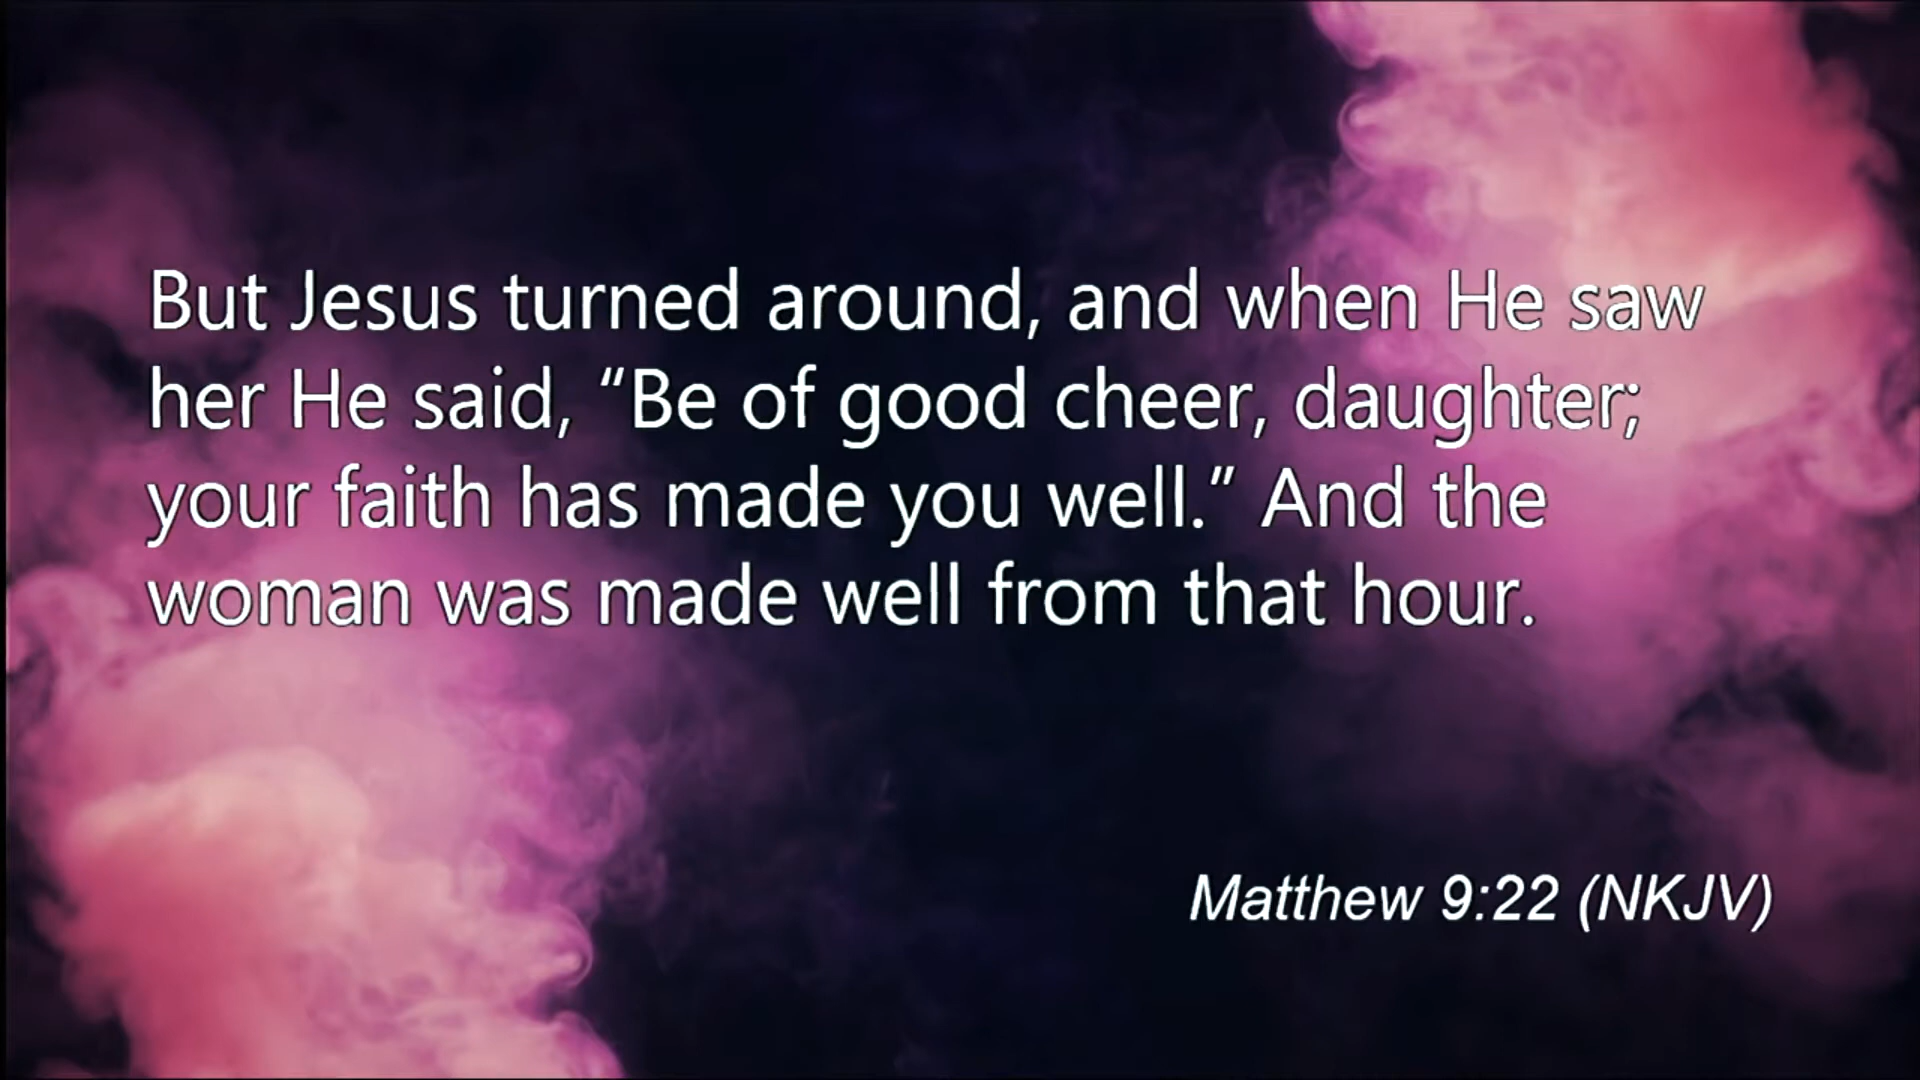 But Jesus turned around, and when He saw
her He said, “Be of good cheer, daughter;
your faith has made you well.” And the
woman was made well from that hour.
Matthew 9:22 (NKJV)